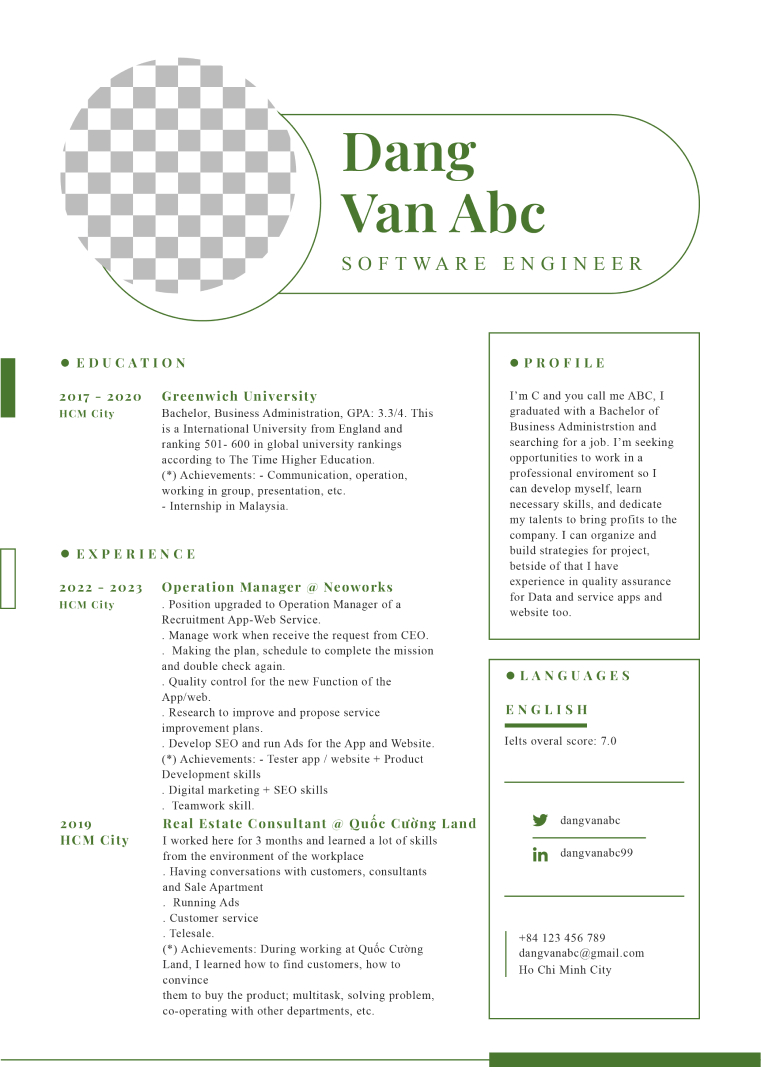 Dang
Van Abc
SOFTWARE ENGINEER
EDUCATION
2017 - 2020
HCM City
Greenwich University
Bachelor, Business Administration, GPA: 3.3/4. This
is a International University from England and
ranking 501- 600 in global university rankings
according to The Time Higher Education.
(*) Achievements: - Communication, operation,
working in group, presentation, etc.
- Internship in Malaysia.
EXPERIENCE
2022 - 2023
HCM City
Operation Manager @ Neoworks
. Position upgraded to Operation Manager of a
Recruitment App-Web Service.
. Manage work when receive the request from CEO.
.  Making the plan, schedule to complete the mission
and double check again.
. Quality control for the new Function of the
App/web.
. Research to improve and propose service
improvement plans.
. Develop SEO and run Ads for the App and Website.
(*) Achievements: - Tester app / website + Product
Development skills
. Digital marketing + SEO skills
.  Teamwork skill.
2019
HCM City
Real Estate Consultant @ Quốc Cường Land
I worked here for 3 months and learned a lot of skills
from the environment of the workplace
. Having conversations with customers, consultants
and Sale Apartment
.  Running Ads
. Customer service
. Telesale.
(*) Achievements: During working at Quốc Cường
Land, I learned how to find customers, how to
convince
them to buy the product; multitask, solving problem,
co-operating with other departments, etc.
PROFILE
I’m C and you call me ABC, I
graduated with a Bachelor of
Business Administrstion and
searching for a job. I’m seeking
opportunities to work in a
professional enviroment so I
can develop myself, learn
necessary skills, and dedicate
my talents to bring profits to the
company. I can organize and
build strategies for project,
betside of that I have
experience in quality assurance
for Data and service apps and
website too.
LANGUAGES
ENGLISH
Ielts overal score: 7.0
dangvanabc
dangvanabc99
+84 123 456 789
dangvanabc@gmail.com
Ho Chi Minh City